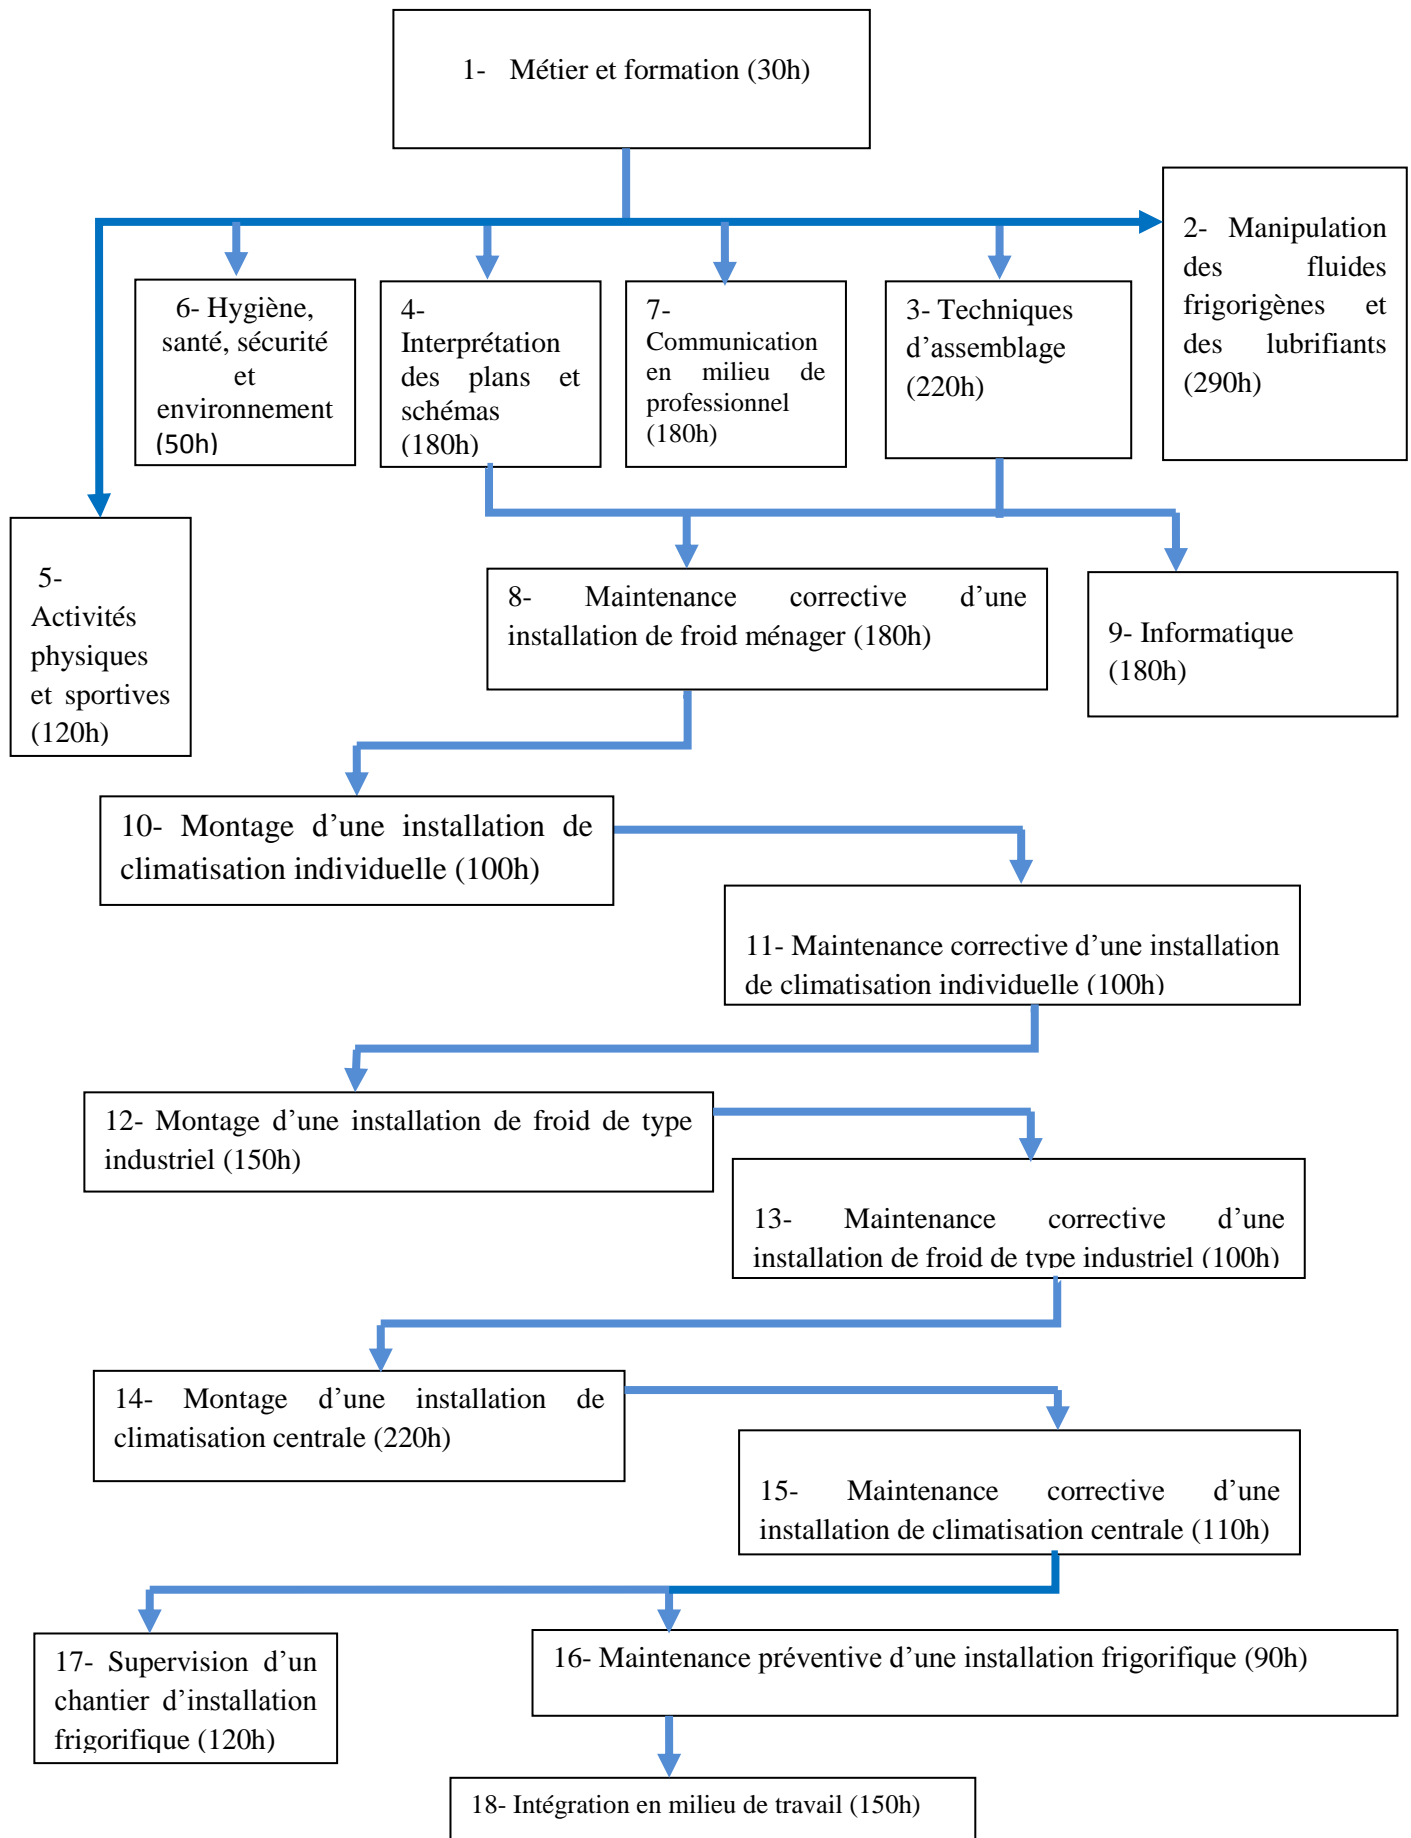 1- Métier et formation (30h)
2- Manipulation
des fluides
frigorigènes et
des lubrifiants
(290h)
6- Hygiène,
santé, sécurité
et
environnement
(50h)
4-
Interprétation
des plans et
schémas
(180h)
7-
Communication
en milieu de
professionnel
(180h)
3- Techniques
d’assemblage
(220h)
5-
Activités
physiques
et sportives
(120h)
8- Maintenance corrective d’une
installation de froid ménager (180h)
9- Informatique
(180h)
10- Montage d’une installation de
climatisation individuelle (100h)
11- Maintenance corrective d’une installation
de climatisation individuelle (100h)
12- Montage d’une installation de froid de type
industriel (150h)
13- Maintenance corrective d’une
installation de froid de type industriel (100h)
14- Montage d’une installation de
climatisation centrale (220h)
15- Maintenance corrective d’une
installation de climatisation centrale (110h)
17- Supervision d’un
chantier d’installation
frigorifique (120h)
16- Maintenance préventive d’une installation frigorifique (90h)
18- Intégration en milieu de travail (150h)